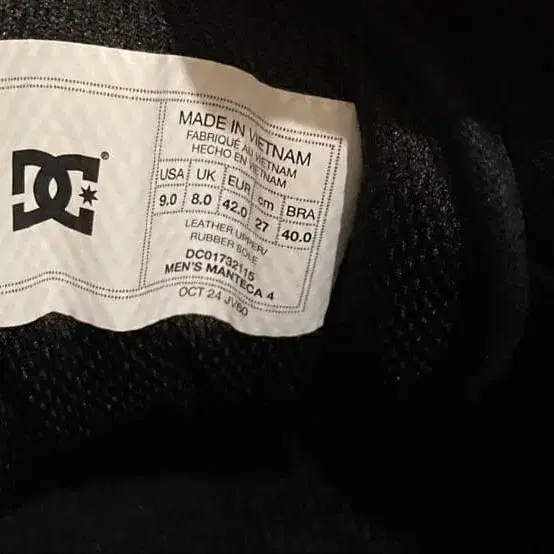 DC®
MADE IN VIETNAM
FABRIQUÉ AU VIETNAM
HECHO EN VIETNAM
USA UK EUR cm BRA
9.0 8.0 42.0 27 40.0
LEATHER UPPER/
RUBBER SOLE
DC01732115
MEN'S MANTECA 4
OCT 24 JV60